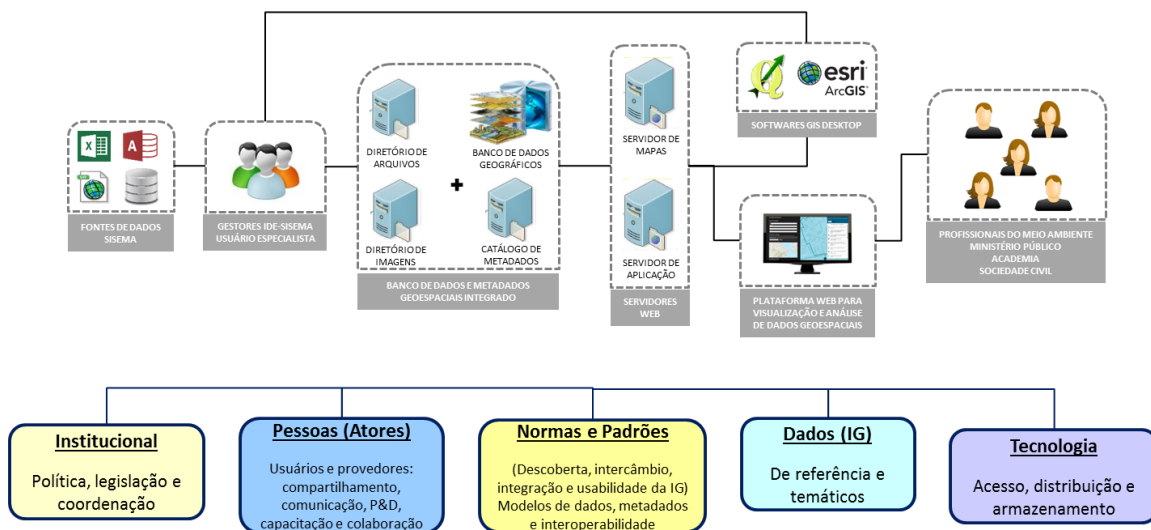 FONTES DE DADOS
SISEMA
GESTORES IDE-SISEMA
USUÁRIO ESPECIALISTA
DIRETÓRIO DE
ARQUIVOS
BANCO DE DADOS
GEOGRÁFICOS
+
DIRETÓRIO DE
IMAGENS
CATÁLOGO DE
METADADOS
BANCO DE DADOS E METADADOS
GEOESPACIAIS INTEGRADO
SERVIDOR DE
MAPAS
SERVIDOR DE
APLICAÇÃO
SERVIDORES
WEB
esri
ArcGIS
SOFTWARES GIS DESKTOP
PLATAFORMA WEB PARA
VISUALIZAÇÃO E ANÁLISE
DE DADOS GEOESPACIAIS
PROFISSIONAIS DO MEIO AMBIENTE
MINISTÉRIO PÚBLICO
ACADEMIA
SOCIEDADE CIVIL
Institucional
Política, legislação e
coordenação
Pessoas (Atores)
Usuários e provedores:
compartilhamento,
comunicação, P&D,
capacitação e colaboração
Normas e Padrões
(Descoberta, intercâmbio,
integração e usabilidade da IG)
Modelos de dados, metadados
e interoperabilidade
Dados (IG)
De referência e
temáticos
Tecnologia
Acesso, distribuição e
armazenamento